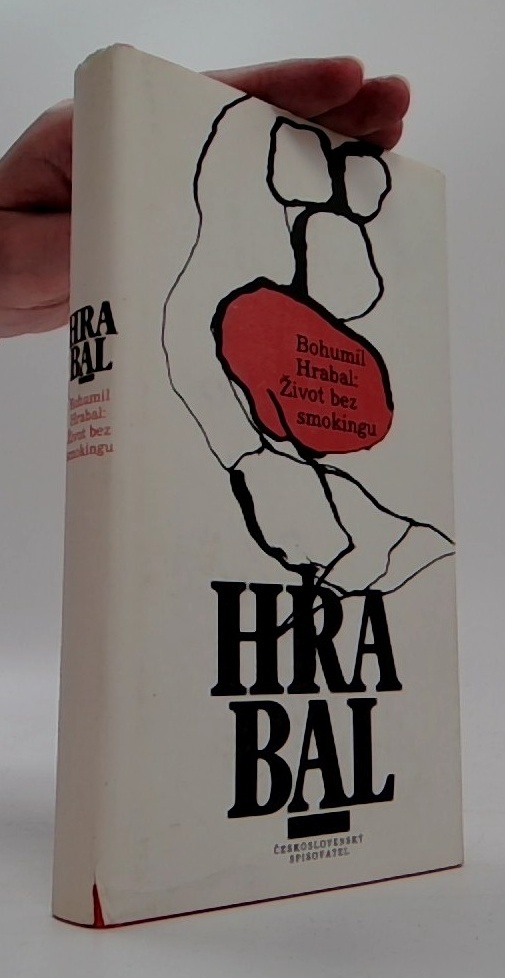 HRA
BAL
Bohumil
Hrabal:
Život bez
smokingu
Bohumil
Hrabal:
Život bez
smokingu
HRA
BAL
ČESKOSLOVENSKÝ
SPISOVATEL